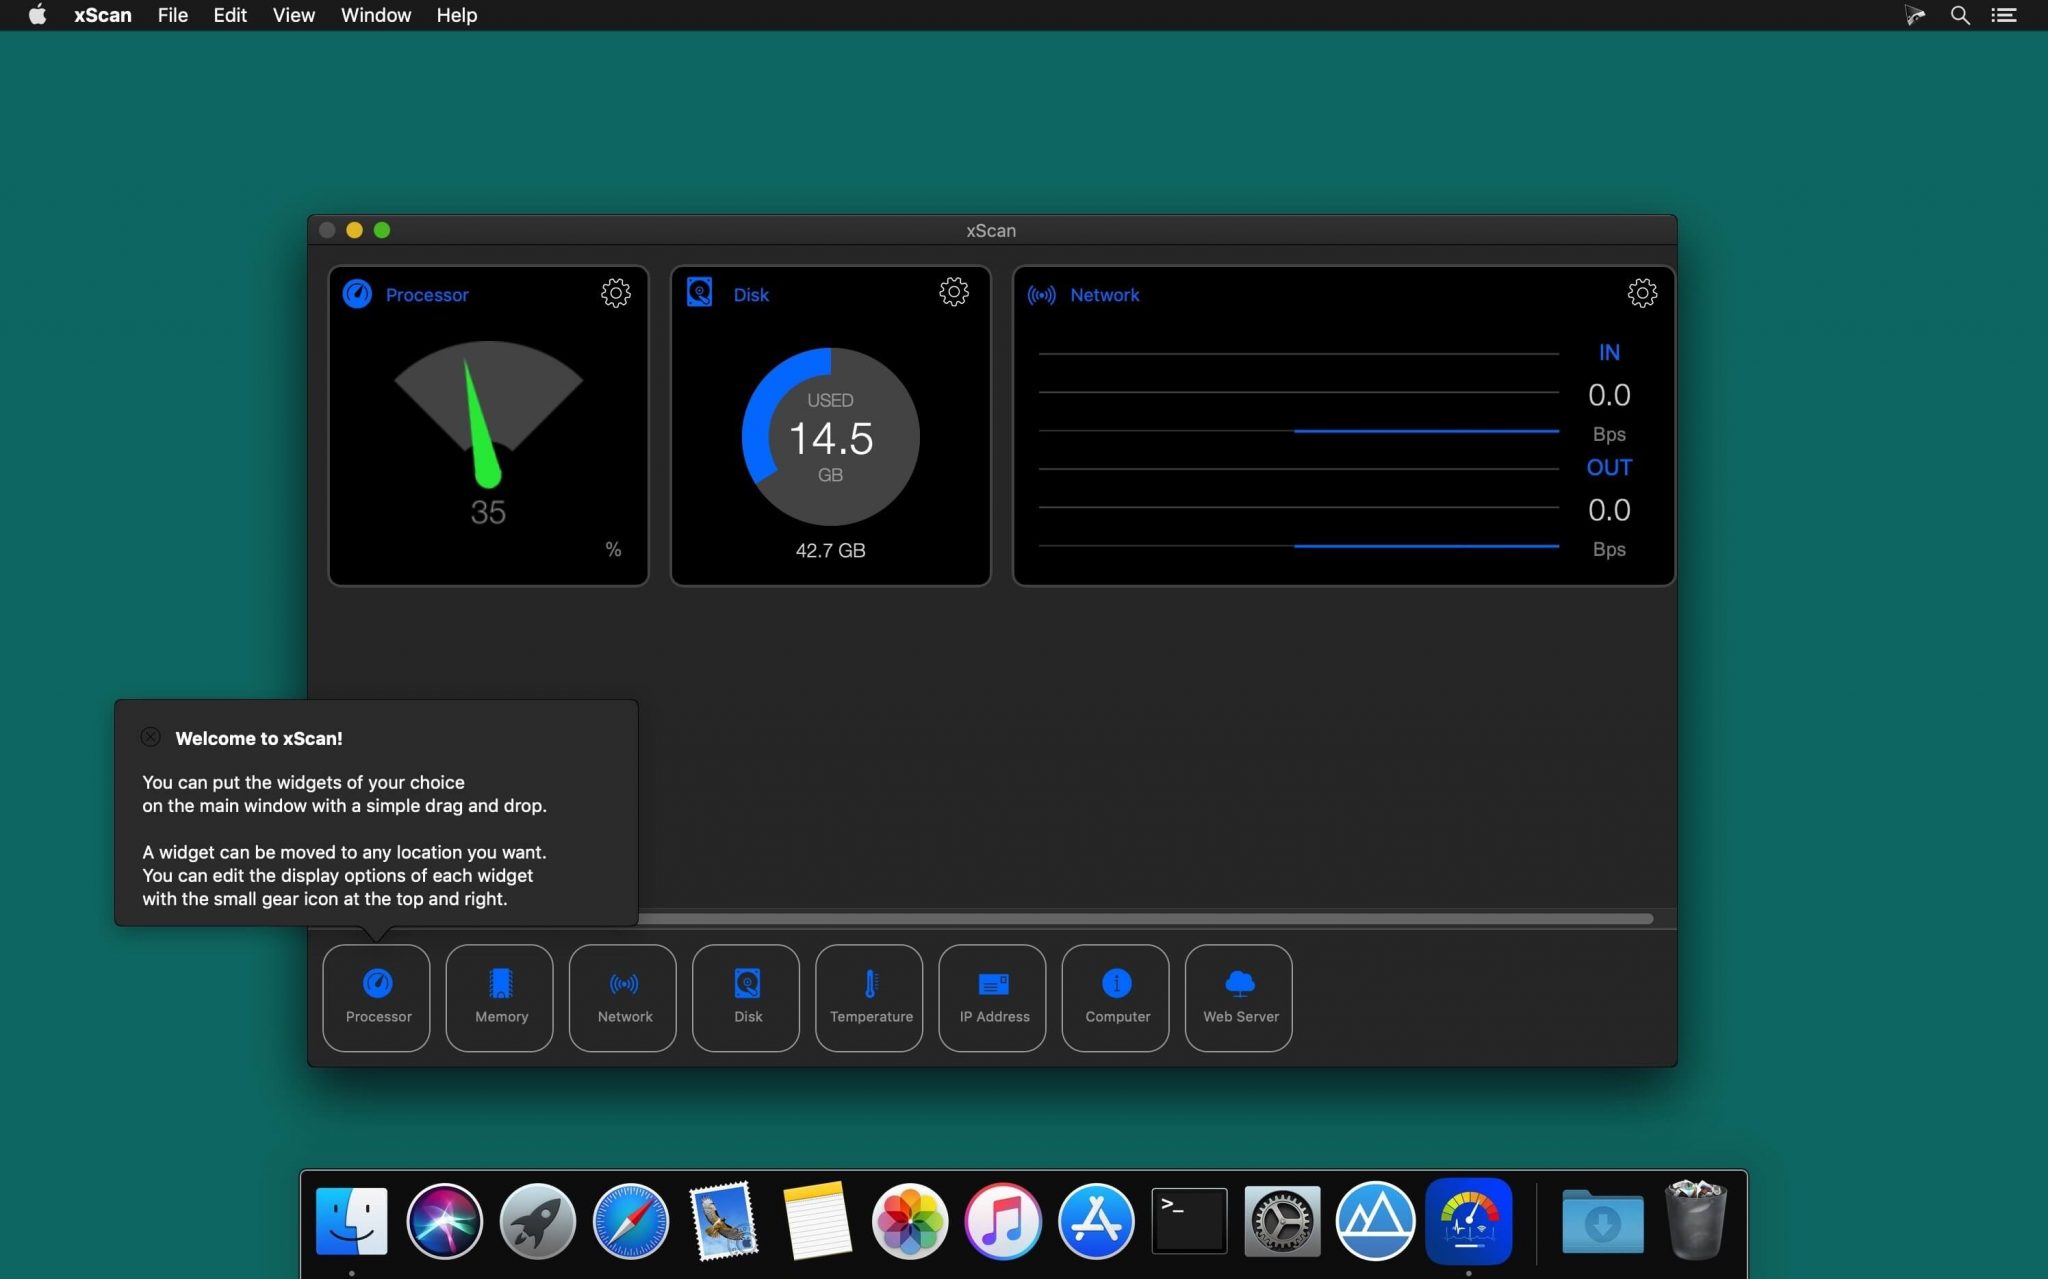 xScan File Edit View Window Help
xScan
Processor
35
%
Disk
USED
14.5
GB
42.7 GB
Network
IN
0.0
Bps
OUT
0.0
Bps
Welcome to xScan!
You can put the widgets of your choice
on the main window with a simple drag and drop.
A widget can be moved to any location you want.
You can edit the display options of each widget
with the small gear icon at the top and right.
Processor Memory Network Disk Temperature IP Address Computer Web Server
>_